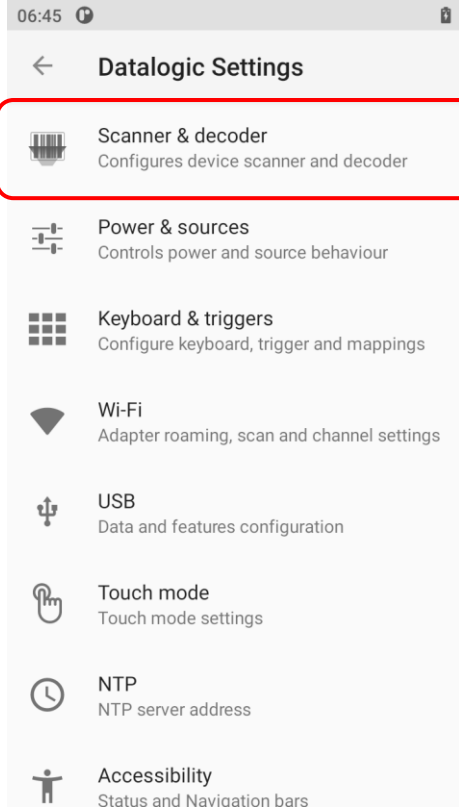 06:45
Datalogic Settings
Scanner & decoder
Configures device scanner and decoder
Power & sources
Controls power and source behaviour
Keyboard & triggers
Configure keyboard, trigger and mappings
Wi-Fi
Adapter roaming, scan and channel settings
USB
Data and features configuration
Touch mode
Touch mode settings
NTP
NTP server address
Accessibility
Status and Navigation bars